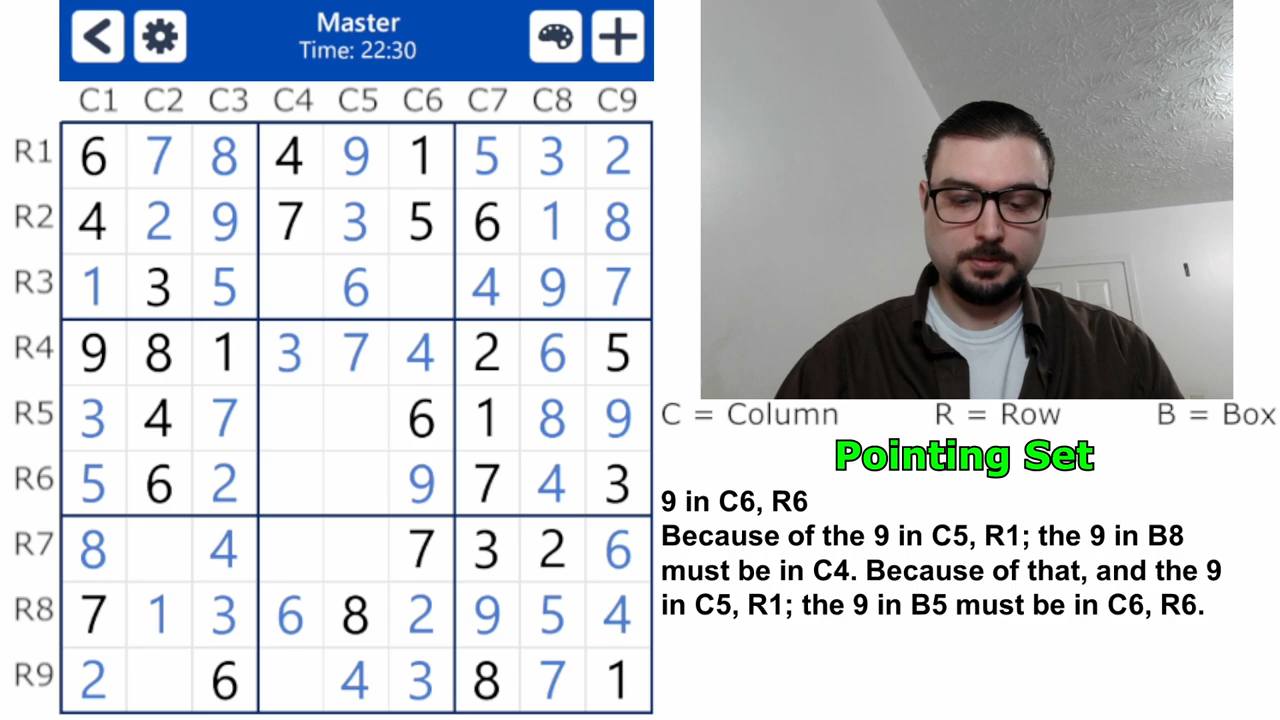 Master
Time: 22:30
C1 C2 C3 C4 C5 C6 C7 C8 C9
R1 6 7 8 4 9 1 5 3 2
R2 4 2 9 7 3 5 6 1 8
R3 1 3 5 6 4 9 7
R4 9 8 1 3 7 4 2 6 5
R5 3 4 7 6 1 8 9
R6 5 6 2 9 7 4 3
R7 8 4 7 3 2 6
R8 7 1 3 6 8 2 9 5 4
R9 2 6 4 3 8 7 1
C = Column R = Row B = Box
Pointing Set
9 in C6, R6
Because of the 9 in C5, R1; the 9 in B8
must be in C4. Because of that, and the 9
in C5, R1; the 9 in B5 must be in C6, R6.